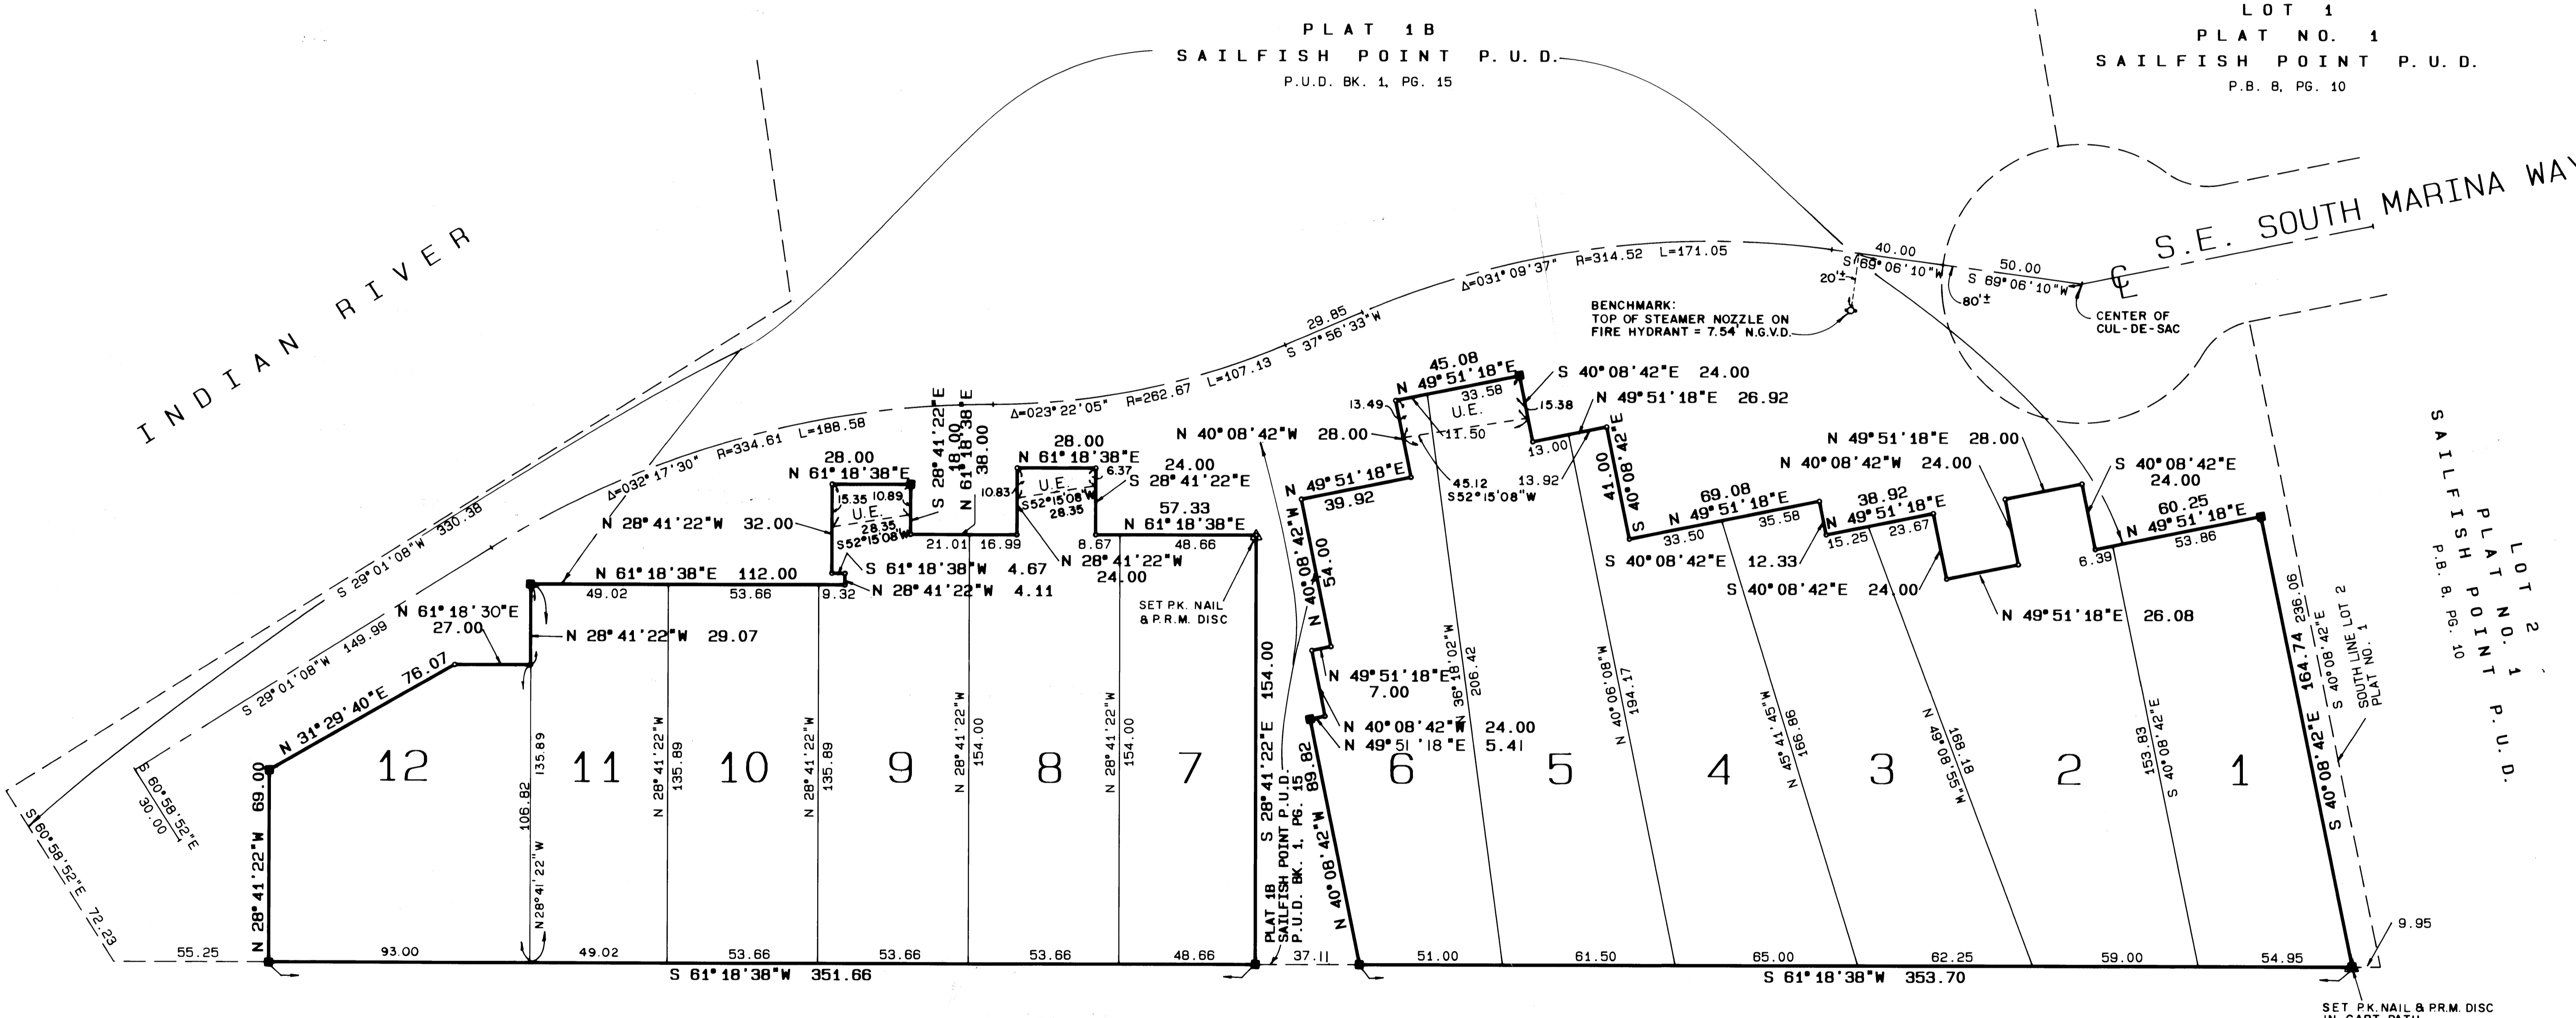 PLAT 1B
SAILFISH POINT P.U.D.
P.U.D. BK. 1, PG. 15
LOT 1
PLAT NO. 1
SAILFISH POINT P.U.D.
P.B. 8, PG. 10
INDIAN RIVER
S.E. SOUTH MARINA WAY
40.00
S 69°06'10"W
50.00
S 69°06'10"W
℄
20'±
80'±
CENTER OF
CUL-DE-SAC
BENCHMARK:
TOP OF STEAMER NOZZLE ON
FIRE HYDRANT = 7.54' N.G.V.D.
Δ=031°09'37" R=314.52 L=171.05
29.85
S 37°56'33"W
Δ=023°22'05" R=262.67 L=107.13
Δ=032°17'30" R=334.61 L=188.58
S 29°01'08"W 330.38
S 29°01'08"W 149.99
S 60°58'52"E
30.00
S 60°58'52"E 72.23
55.25
N 28°41'22"W 69.00
N 31°29'40"E 76.07
N 61°18'30"E
27.00
N 28°41'22"W 29.07
N 61°18'38"E 112.00
49.02
53.66
9.32
N 28°41'22"W 4.11
S 61°18'38"W 4.67
N 28°41'22"W 32.00
28.00
N 61°18'38"E
15.35
10.89
U.E.
28.35
S52°15'08"W
S 28°41'22"E
18.00
N 61°18'38"E
38.00
21.01
16.99
N 28°41'22"W
24.00
10.83
28.00
N 61°18'38"E
U.E.
S52°15'08"W
28.35
6.37
24.00
S 28°41'22"E
57.33
N 61°18'38"E
8.67
48.66
SET P.K. NAIL
& P.R.M. DISC
S 28°41'22"E 154.00
PLAT 1B
SAILFISH POINT P.U.D.
P.U.D. BK. 1, PG. 15
12
11
10
9
8
7
106.82
135.89
N28°41'22"W
N 28°41'22"W
135.89
N 28°41'22"W
135.89
N 28°41'22"W
154.00
N 28°41'22"W
154.00
93.00
49.02
53.66
53.66
53.66
48.66
37.11
S 61°18'38"W 351.66
N 40°08'42"W 89.82
N 49°51'18"E 5.41
N 40°08'42"W 24.00
N 49°51'18"E
7.00
N 40°08'42"W
54.00
N
N 49°51'18"E
39.92
N 40°08'42"W 28.00
13.49
45.08
N 49°51'18"E
33.58
U.E.
11.50
15.38
45.12
S52°15'08"W
S 40°08'42"E 24.00
N 49°51'18"E 26.92
13.00
13.92
41.00
S 40°08'42"E
69.08
N 49°51'18"E
33.50
35.58
S 40°08'42"E 12.33
38.92
N 49°51'18"E
15.25
23.67
S 40°08'42"E 24.00
N 49°51'18"E 26.08
N 40°08'42"W 24.00
N 49°51'18"E 28.00
S 40°08'42"E
24.00
60.25
N 49°51'18"E
6.39
53.86
6
5
4
3
2
1
N 36°18'02"W
206.42
N 40°06'08"W
194.17
N 45°41'45"W
166.86
N 49°80'55"W
168.81
153.83
S 40°08'42"E
S 40°08'42"E 164.74
236.06
S 40°08'42"E
SOUTH LINE LOT 2
PLAT NO. 1
LOT 2
PLAT NO. 1
SAILFISH POINT P.U.D.
P.B. 8, PG. 10
51.00
61.50
65.00
62.25
59.00
54.95
9.95
S 61°18'38"W 353.70
SET P.K. NAIL & P.R.M. DISC